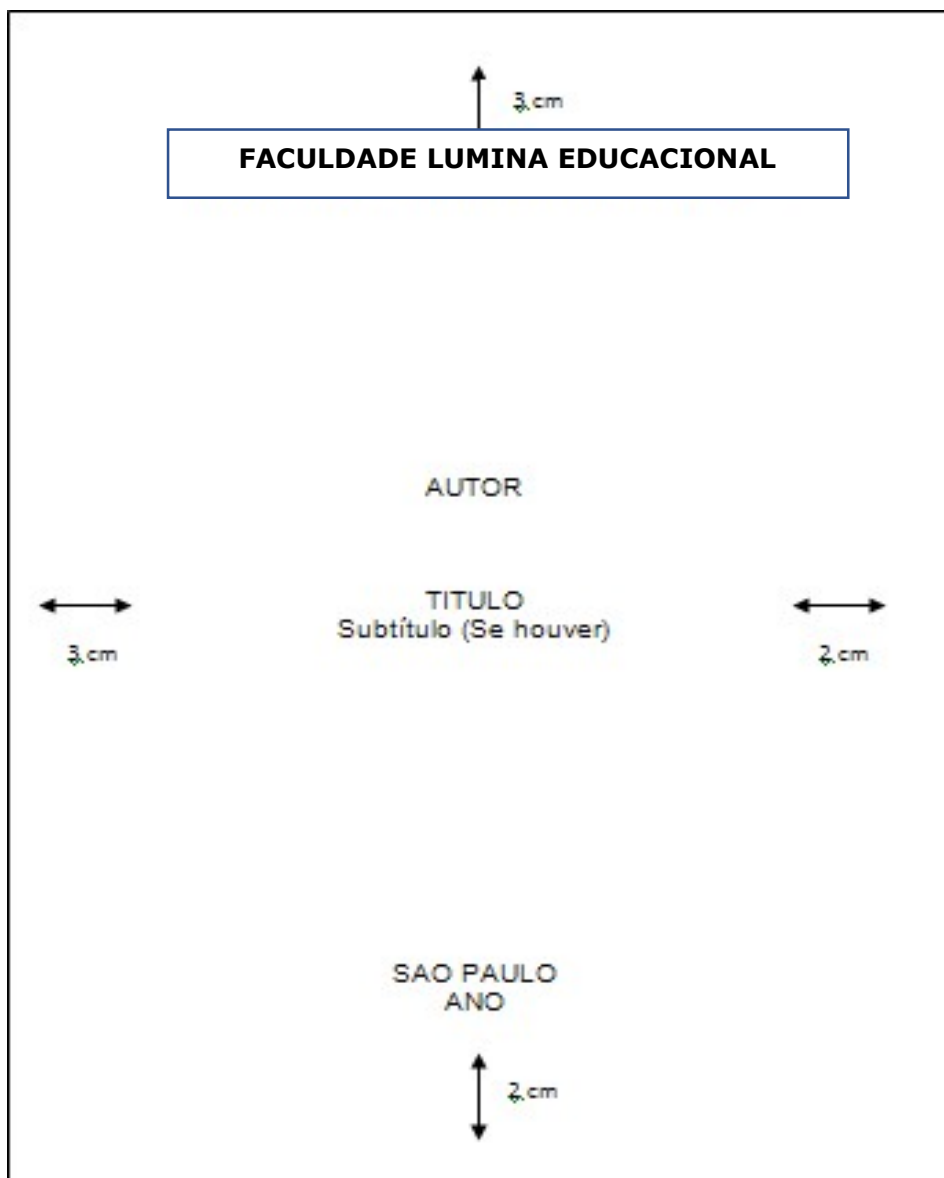 3 cm
FACULDADE LUMINA EDUCACIONAL
AUTOR
TITULO
Subtítulo (Se houver)
3 cm
2 cm
SAO PAULO
ANO
2 cm